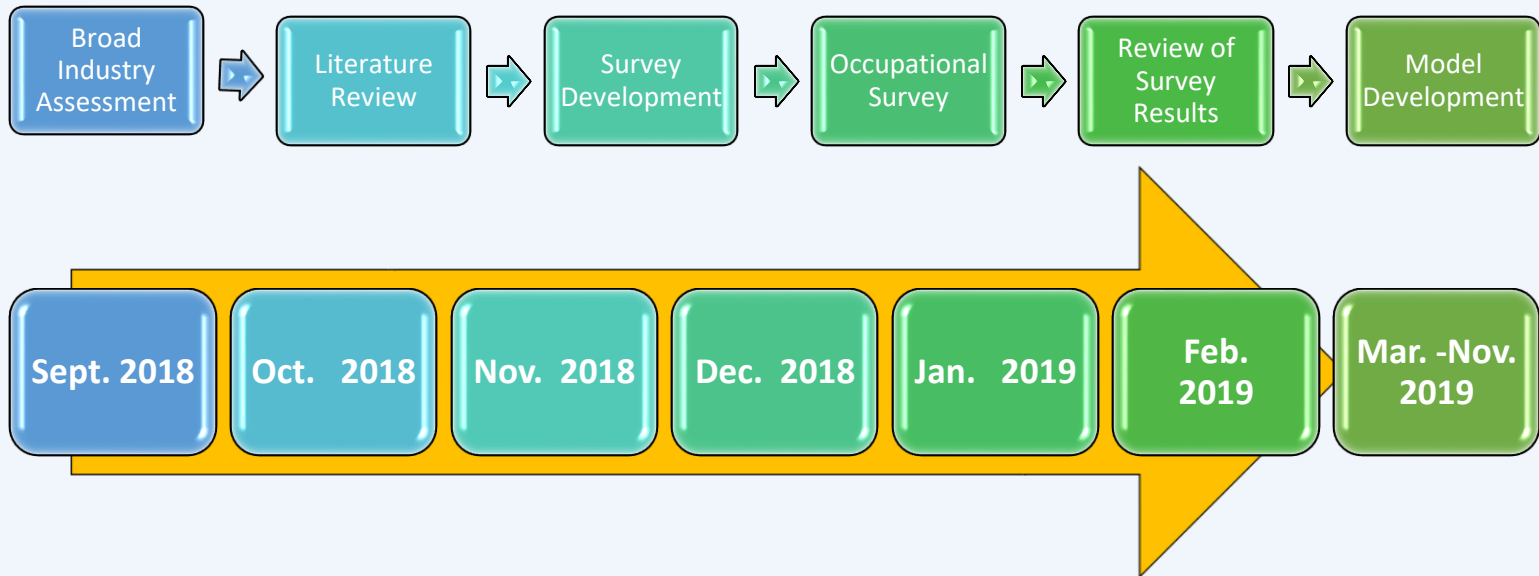 Broad
Industry
Assessment
Literature
Review
Survey
Development
Occupational
Survey
Review of
Survey
Results
Model
Development
Sept. 2018
Oct. 2018
Nov. 2018
Dec. 2018
Jan. 2019
Feb.
2019
Mar. -Nov.
2019